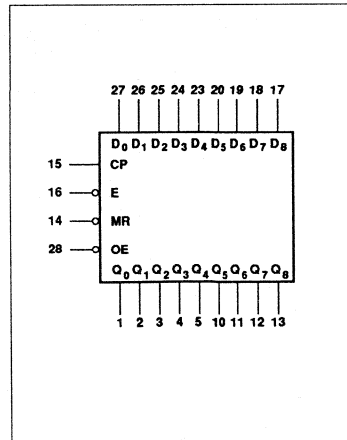 27 26 25 24 23 20 19 18 17
D0 D1 D2 D3 D4 D5 D6 D7 D8
15 CP
16 E
14 MR
28 OE
Q0 Q1 Q2 Q3 Q4 Q5 Q6 Q7 Q8
1 2 3 4 5 10 11 12 13